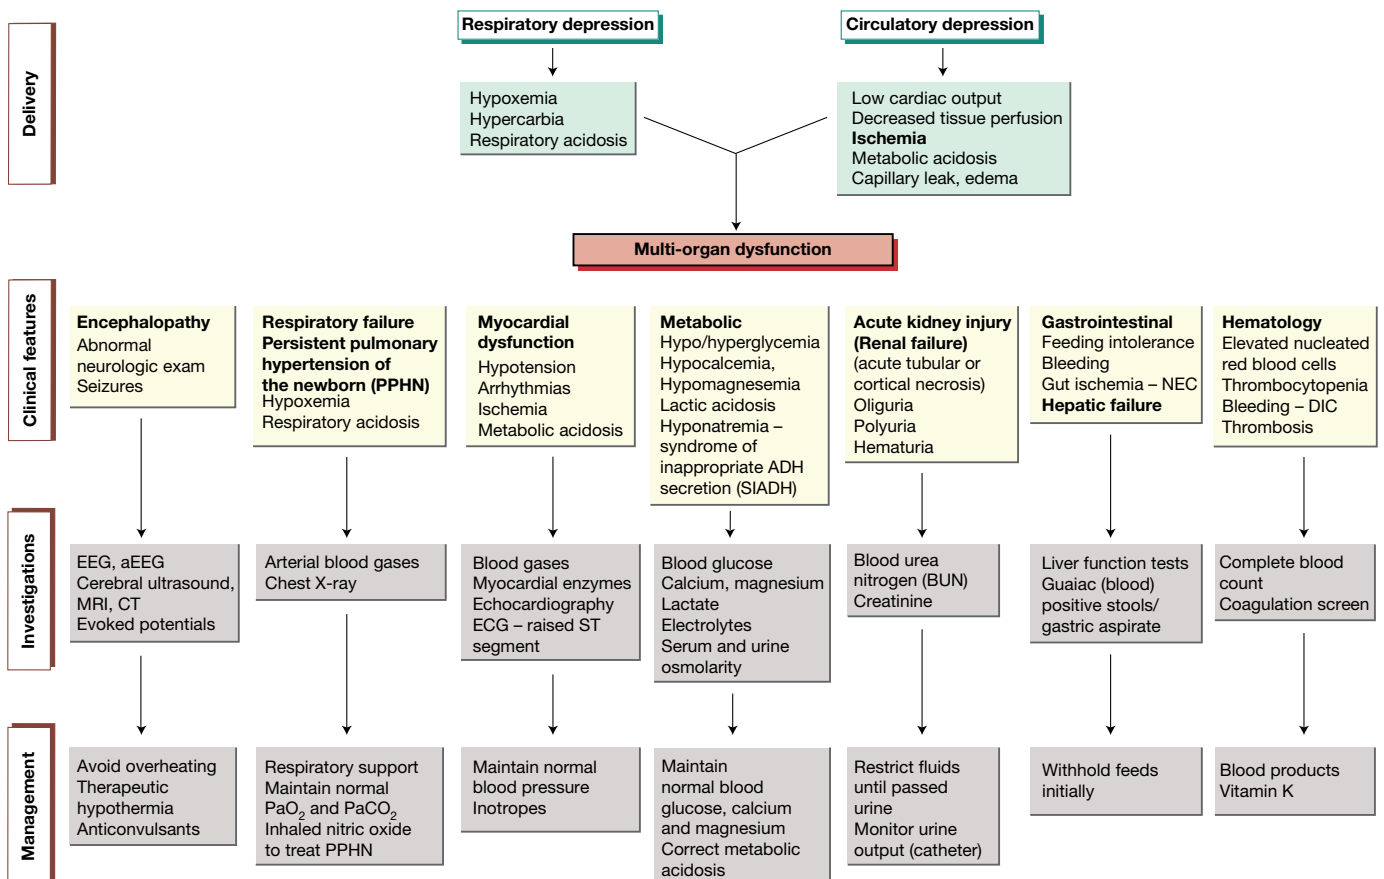 Delivery
Respiratory depression
Circulatory depression
Hypoxemia
Hypercarbia
Respiratory acidosis
Low cardiac output
Decreased tissue perfusion
Ischemia
Metabolic acidosis
Capillary leak, edema
Multi-organ dysfunction
Clinical features
Encephalopathy
Abnormal
neurologic exam
Seizures
Respiratory failure
Persistent pulmonary
hypertension of
the newborn (PPHN)
Hypoxemia
Respiratory acidosis
Myocardial
dysfunction
Hypotension
Arrhythmias
Ischemia
Metabolic acidosis
Metabolic
Hypo/hyperglycemia
Hypocalcemia,
Hypomagnesemia
Lactic acidosis
Hyponatremia –
syndrome of
inappropriate ADH
secretion (SIADH)
Acute kidney injury
(Renal failure)
(acute tubular or
cortical necrosis)
Oliguria
Polyuria
Hematuria
Gastrointestinal
Feeding intolerance
Bleeding
Gut ischemia – NEC
Hepatic failure
Hematology
Elevated nucleated
red blood cells
Thrombocytopenia
Bleeding – DIC
Thrombosis
Investigations
EEG, aEEG
Cerebral ultrasound,
MRI, CT
Evoked potentials
Arterial blood gases
Chest X-ray
Blood gases
Myocardial enzymes
Echocardiography
ECG – raised ST
segment
Blood glucose
Calcium, magnesium
Lactate
Electrolytes
Serum and urine
osmolarity
Blood urea
nitrogen (BUN)
Creatinine
Liver function tests
Guaiac (blood)
positive stools/
gastric aspirate
Complete blood
count
Coagulation screen
Management
Avoid overheating
Therapeutic
hypothermia
Anticonvulsants
Respiratory support
Maintain normal
PaO2 and PaCO2
Inhaled nitric oxide
to treat PPHN
Maintain normal
blood pressure
Inotropes
Maintain
normal blood
glucose, calcium
and magnesium
Correct metabolic
acidosis
Restrict fluids
until passed
urine
Monitor urine
output (catheter)
Withhold feeds
initially
Blood products
Vitamin K